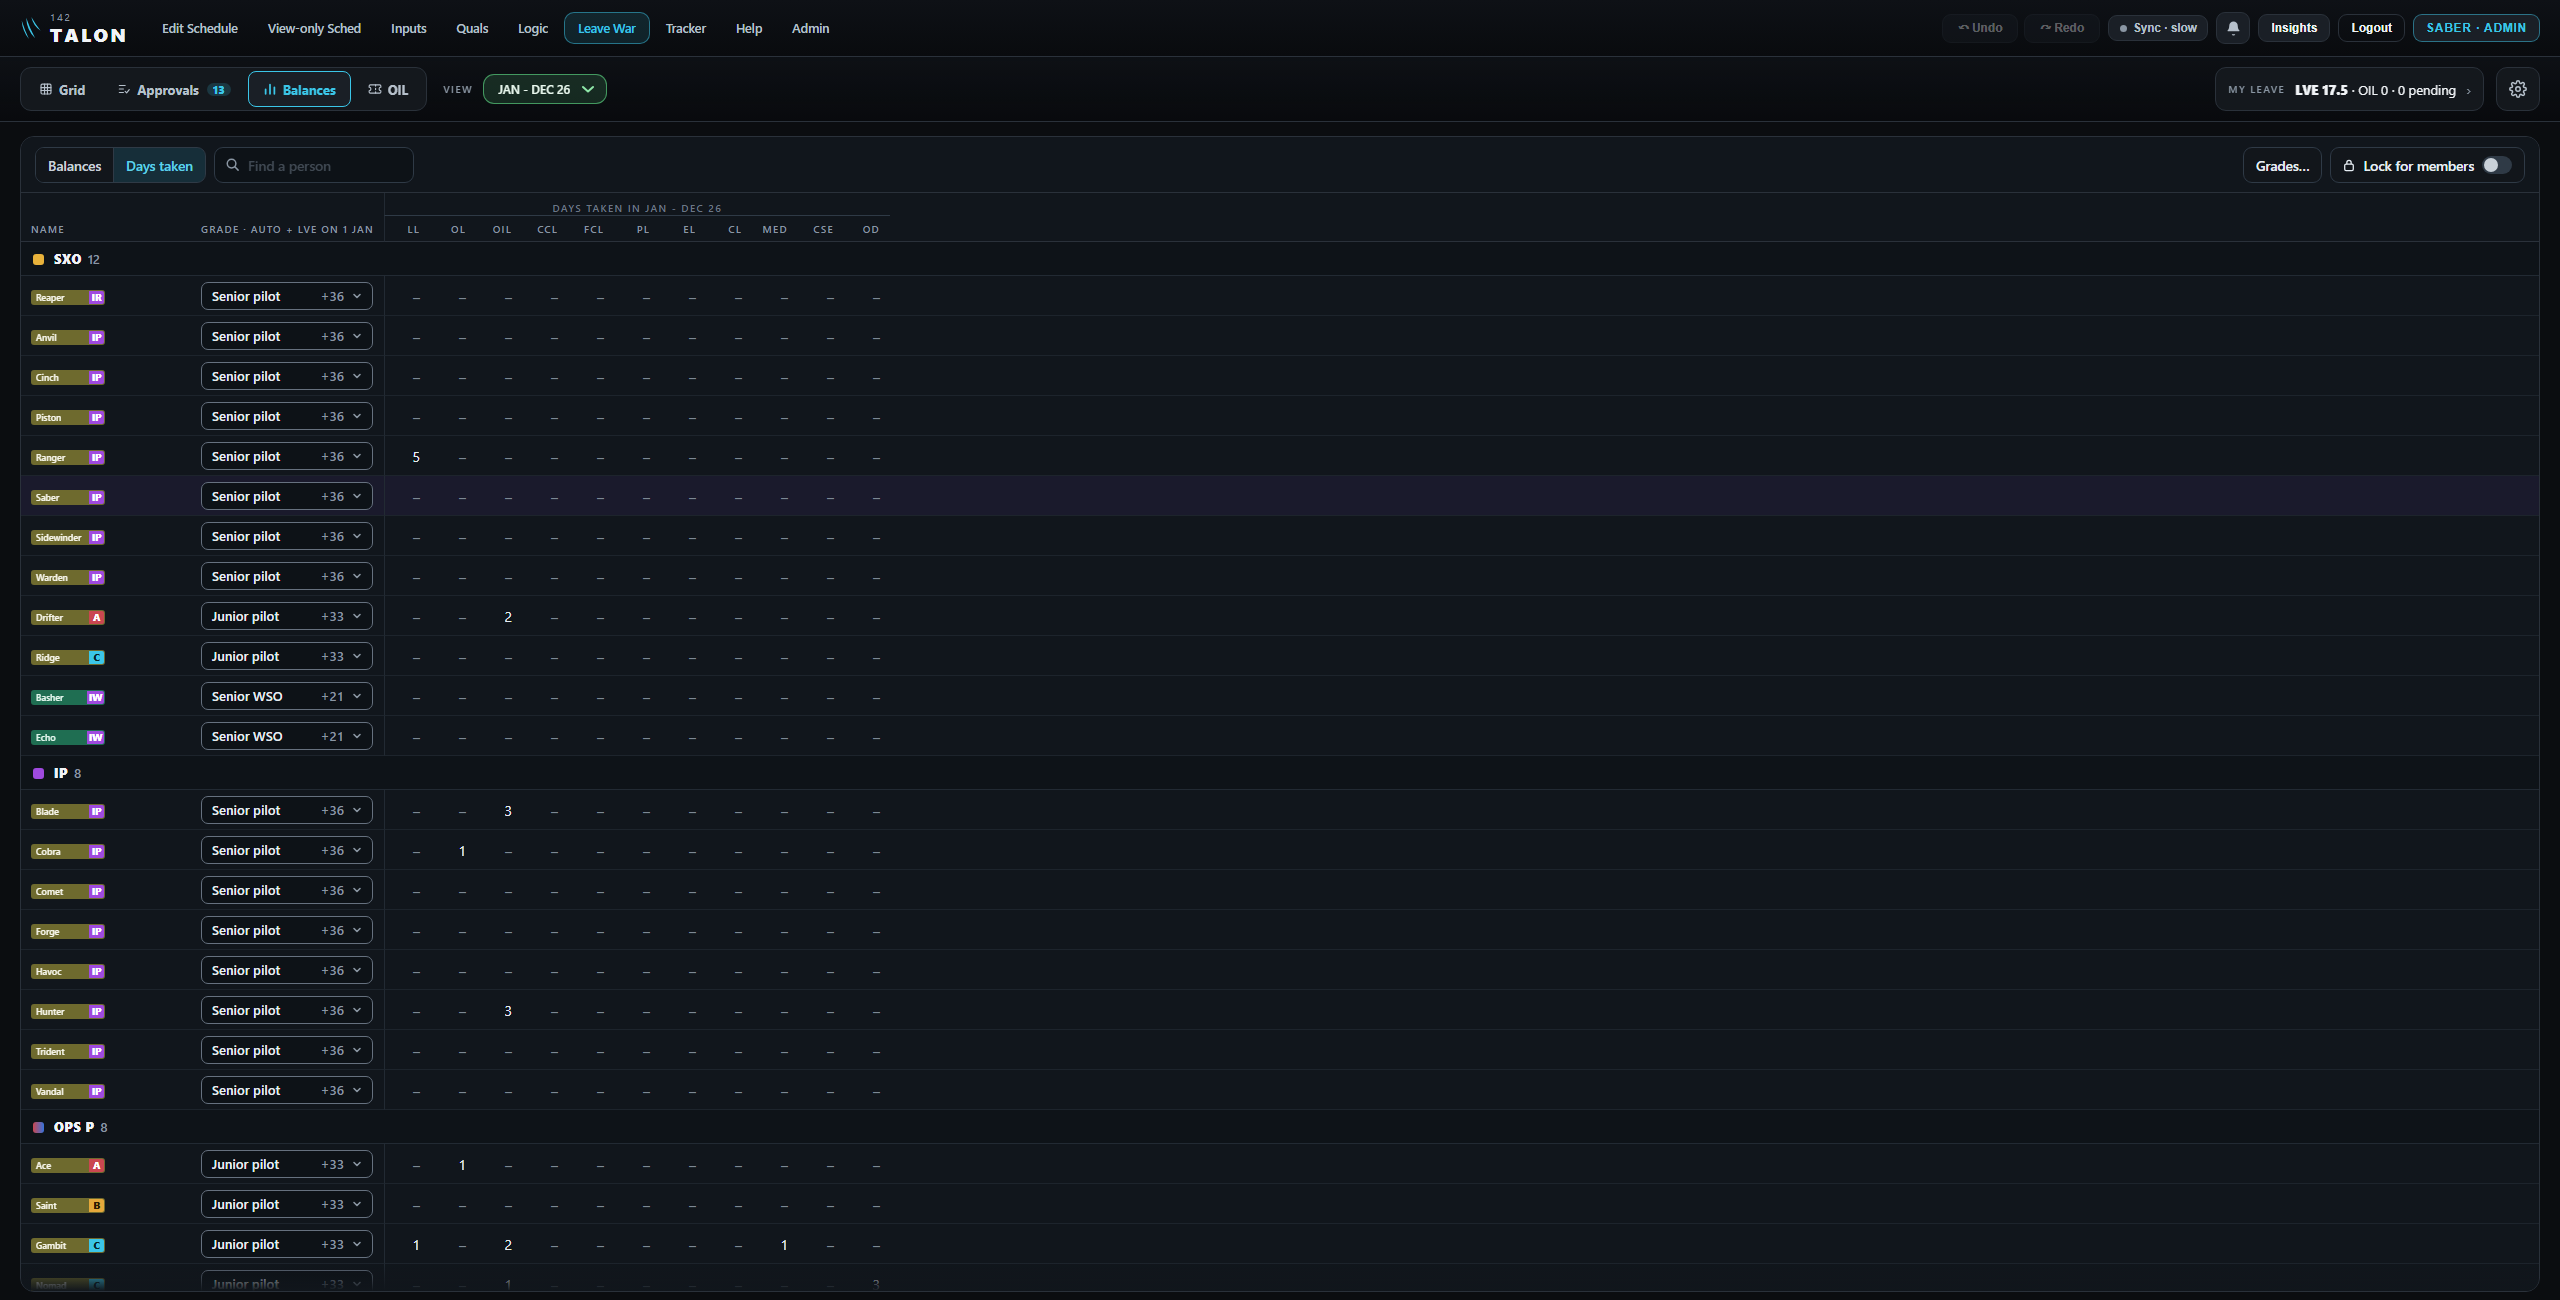 142
TALON
Edit Schedule View-only Sched Inputs Quals Logic Leave War Tracker Help Admin
Undo Redo Sync · slow Insights Logout SABER · ADMIN
Grid Approvals 13 Balances OIL VIEW JAN - DEC 26
MY LEAVE LVE 17.5 · OIL 0 · 0 pending ›
Balances Days taken Find a person
Grades... Lock for members
DAYS TAKEN IN JAN - DEC 26
NAME GRADE · AUTO + LVE ON 1 JAN LL OL OIL CCL FCL PL EL CL MED CSE OD
SXO 12
Reaper IR Senior pilot +36 – – – – – – – – – – –
Anvil IP Senior pilot +36 – – – – – – – – – – –
Cinch IP Senior pilot +36 – – – – – – – – – – –
Piston IP Senior pilot +36 – – – – – – – – – – –
Ranger IP Senior pilot +36 5 – – – – – – – – – –
Saber IP Senior pilot +36 – – – – – – – – – – –
Sidewinder IP Senior pilot +36 – – – – – – – – – – –
Warden IP Senior pilot +36 – – – – – – – – – – –
Drifter A Junior pilot +33 – – 2 – – – – – – – –
Ridge C Junior pilot +33 – – – – – – – – – – –
Basher IW Senior WSO +21 – – – – – – – – – – –
Echo IW Senior WSO +21 – – – – – – – – – – –
IP 8
Blade IP Senior pilot +36 – – 3 – – – – – – – –
Cobra IP Senior pilot +36 – 1 – – – – – – – – –
Comet IP Senior pilot +36 – – – – – – – – – – –
Forge IP Senior pilot +36 – – – – – – – – – – –
Havoc IP Senior pilot +36 – – – – – – – – – – –
Hunter IP Senior pilot +36 – – 3 – – – – – – – –
Trident IP Senior pilot +36 – – – – – – – – – – –
Vandal IP Senior pilot +36 – – – – – – – – – – –
OPS P 8
Ace A Junior pilot +33 – 1 – – – – – – – – –
Saint B Junior pilot +33 – – – – – – – – – – –
Gambit C Junior pilot +33 1 – 2 – – – – – 1 – –
Nomad C Junior pilot +33 – – 1 – – – – – – – 3